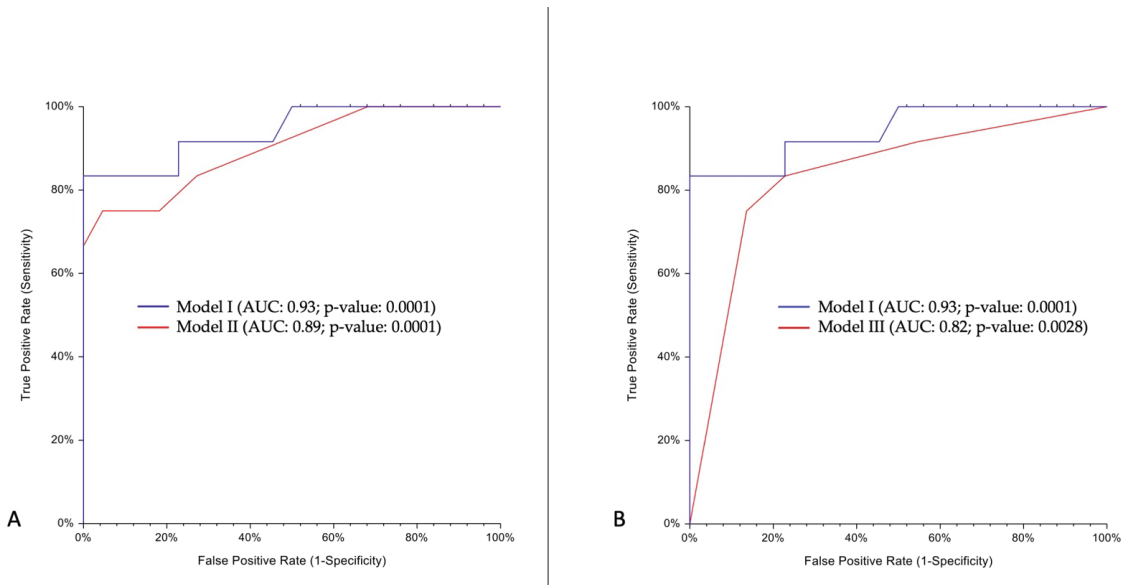 100%
80%
60%
40%
20%
0%
True Positive Rate (Sensitivity)
Model I (AUC: 0.93; p-value: 0.0001)
Model II (AUC: 0.89; p-value: 0.0001)
0%
20%
40%
60%
80%
100%
False Positive Rate (1-Specificity)
A
100%
80%
60%
40%
20%
0%
True Positive Rate (Sensitivity)
Model I (AUC: 0.93; p-value: 0.0001)
Model III (AUC: 0.82; p-value: 0.0028)
0%
20%
40%
60%
80%
100%
False Positive Rate (1-Specificity)
B